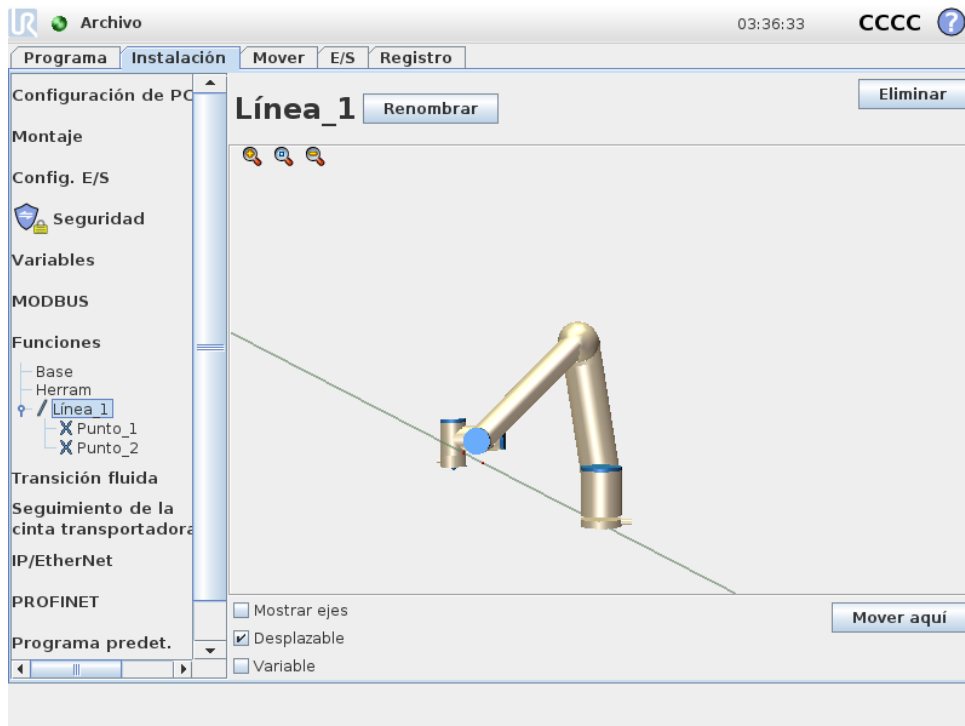 UR Archivo 03:36:33 CCCC ?
Programa Instalación Mover E/S Registro
Configuración de PC
Montaje
Config. E/S
Seguridad
Variables
MODBUS
Funciones
Base
Herram
Línea_1
Punto_1
Punto_2
Transición fluida
Seguimiento de la
cinta transportadora
IP/EtherNet
PROFINET
Programa predet.
Línea_1 Renombrar Eliminar
Mostrar ejes
Desplazable
Variable
Mover aquí